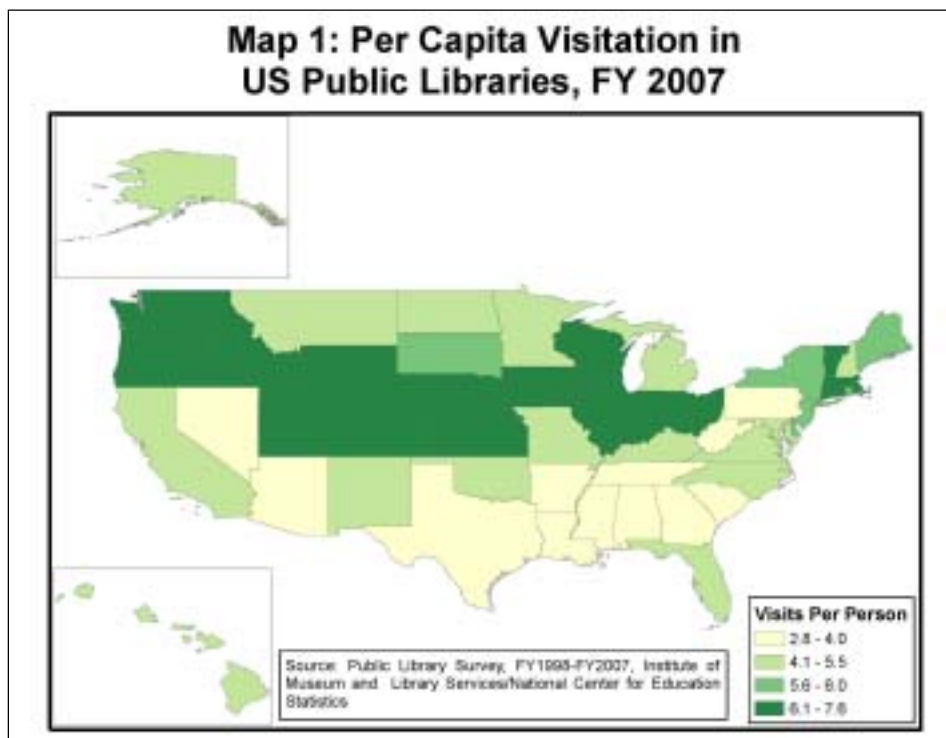 Map 1: Per Capita Visitation in
US Public Libraries, FY 2007
Visits Per Person
2.8 - 4.0
4.1 - 5.5
5.6 - 6.0
6.1 - 7.6
Source: Public Library Survey, FY1998-FY2007, Institute of
Museum and Library Services/National Center for Education
Statistics